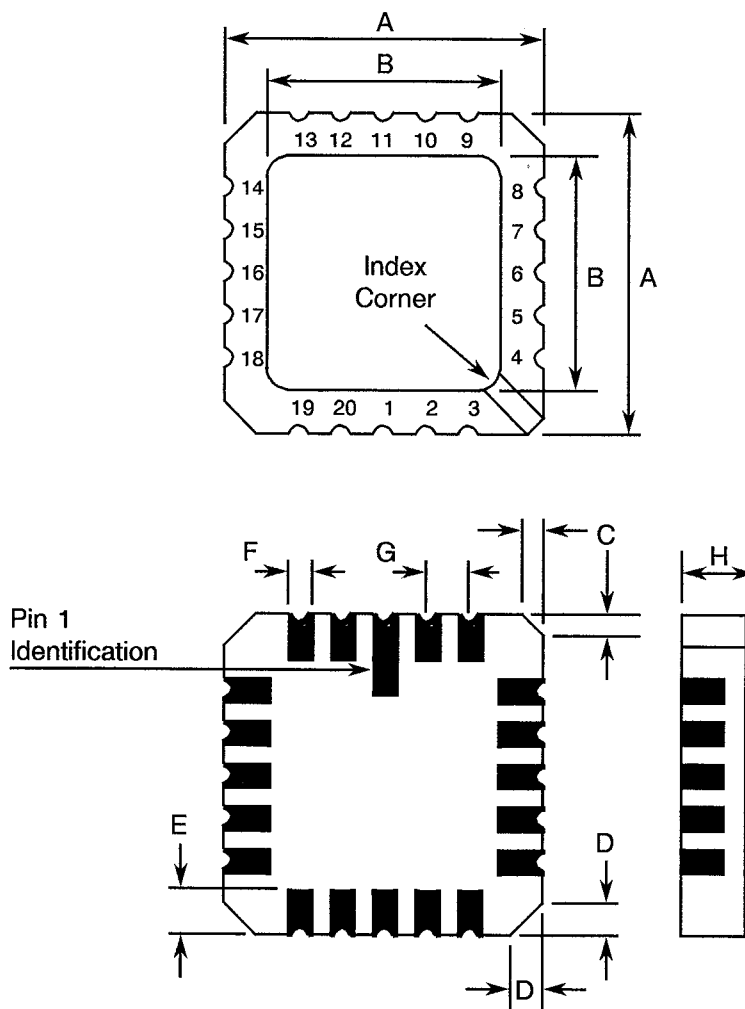 A
B
13 12 11 10 9
14 8
15 7
Index
Corner
16 6 B A
17 5
18 4
19 20 1 2 3
F G C H
Pin 1
Identification
E D
D